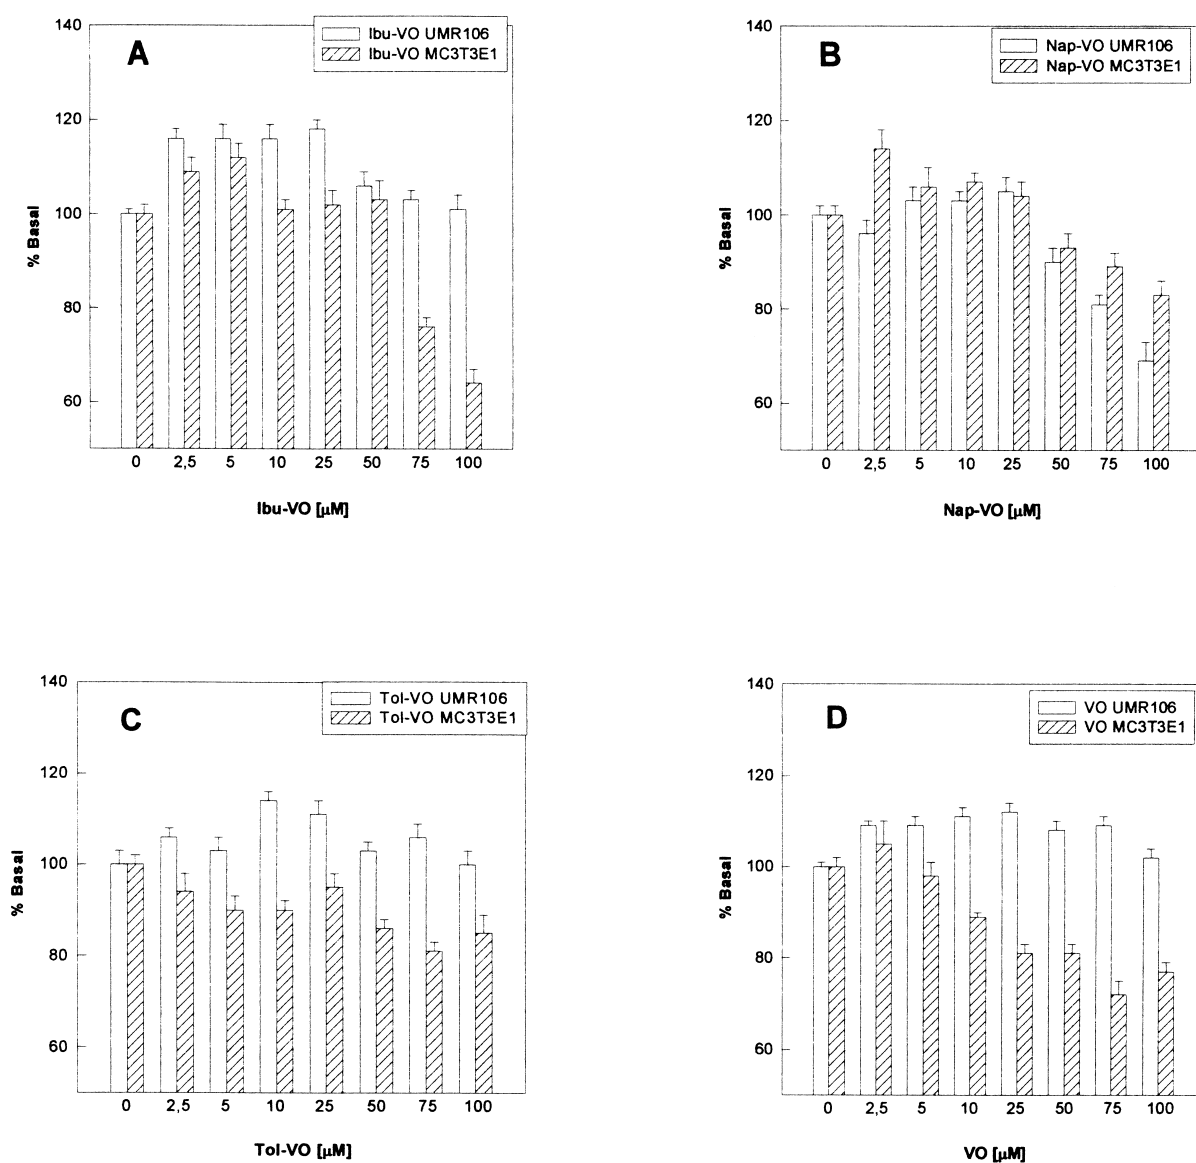 A
Ibu-VO UMR106
Ibu-VO MC3T3E1
140
120
100
80
60
% Basal
0 2,5 5 10 25 50 75 100
Ibu-VO [µM]
B
Nap-VO UMR106
Nap-VO MC3T3E1
140
120
100
80
60
% Basal
0 2,5 5 10 25 50 75 100
Nap-VO [µM]
C
Tol-VO UMR106
Tol-VO MC3T3E1
140
120
100
80
60
% Basal
0 2,5 5 10 25 50 75 100
Tol-VO [µM]
D
VO UMR106
VO MC3T3E1
140
120
100
80
60
% Basal
0 2,5 5 10 25 50 75 100
VO [µM]